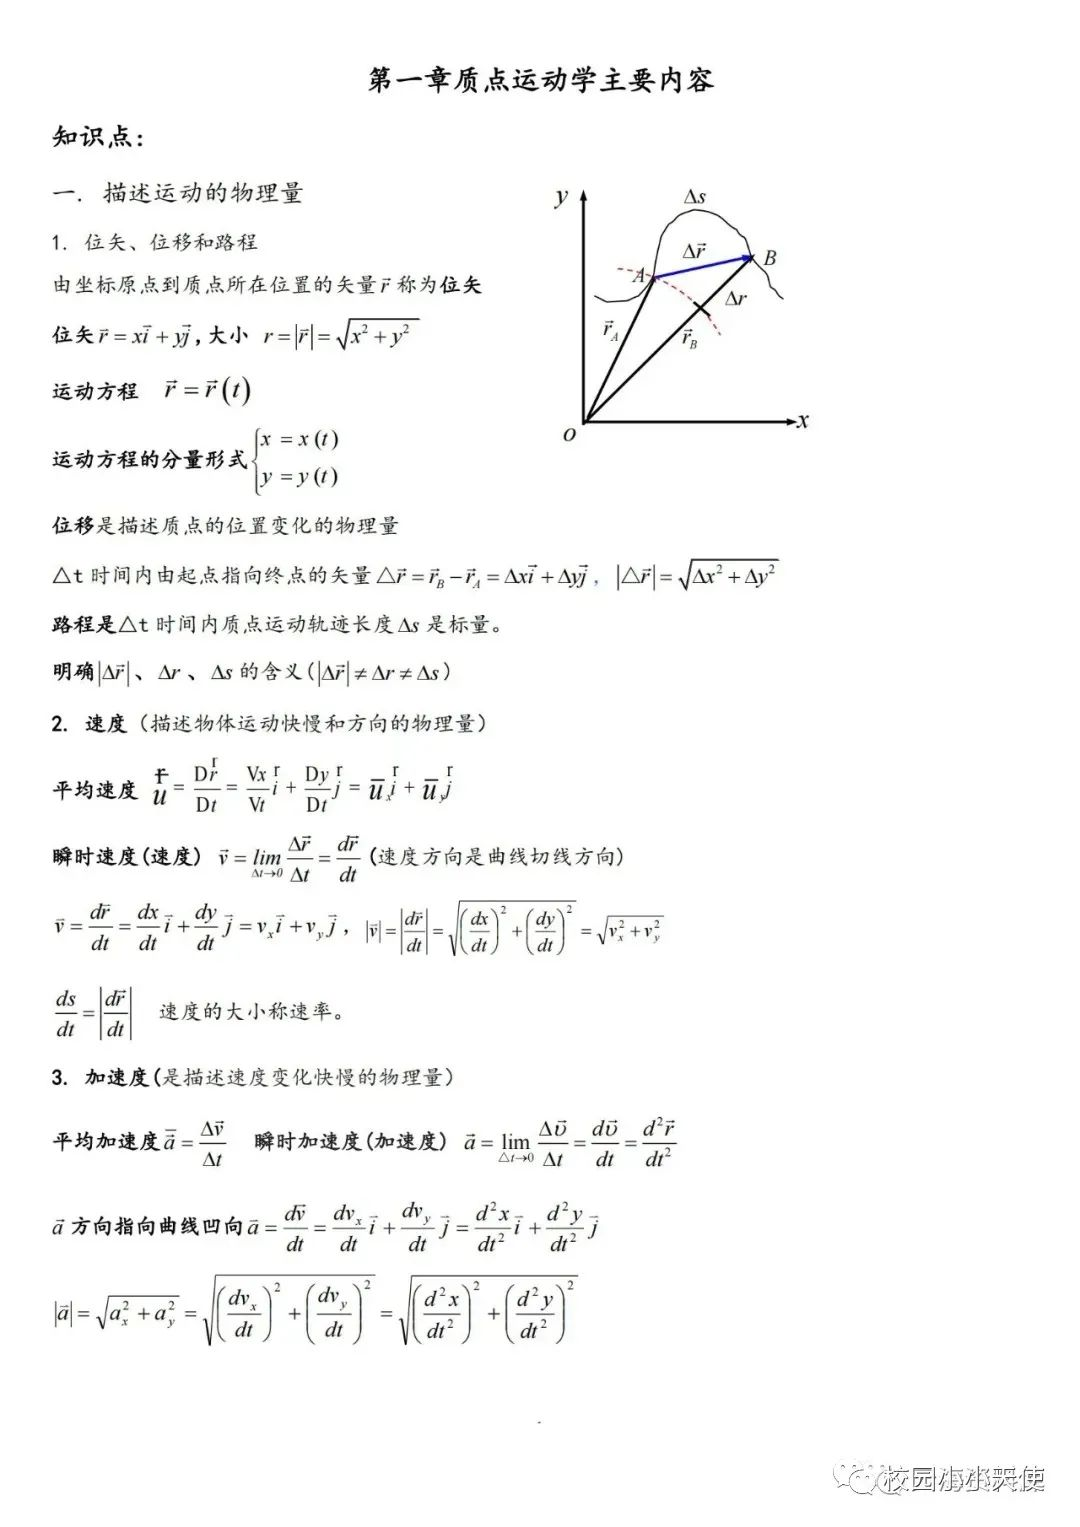 第一章质点运动学主要内容
知识点:
一. 描述运动的物理量
1. 位矢、位移和路程
由坐标原点到质点所在位置的矢量 r⃗ 称为位矢
位矢 r⃗ = xi⃗ + yj⃗, 大小 r = |r⃗| = √(x² + y²)
运动方程 r⃗ = r⃗(t)
运动方程的分量形式 { x = x(t)
y = y(t)
y
Δs
Δr⃗
A
B
Δr
r⃗_A
r⃗_B
o
x
位移是描述质点的位置变化的物理量
△t 时间内由起点指向终点的矢量 △r⃗ = r⃗_B − r⃗_A = Δxi⃗ + Δyj⃗, |△r⃗| = √(Δx² + Δy²)
路程是△t 时间内质点运动轨迹长度 Δs 是标量。
明确 |Δr⃗|、Δr、Δs 的含义(|Δr⃗| ≠ Δr ≠ Δs)
2. 速度（描述物体运动快慢和方向的物理量）
平均速度 u̅ r = D r r / Dt = Vx/Vt i r + Dy/Dt j r = u̅_x i r + u̅_y j r
瞬时速度(速度) v⃗ = lim_{Δt→0} Δr⃗/Δt = dr⃗/dt (速度方向是曲线切线方向)
v⃗ = dr⃗/dt = dx/dt i⃗ + dy/dt j⃗ = v_x i⃗ + v_y j⃗, |v⃗| = |dr⃗/dt| = √((dx/dt)² + (dy/dt)²) = √(v_x² + v_y²)
ds/dt = |dr⃗/dt| 速度的大小称速率。
3. 加速度(是描述速度变化快慢的物理量）
平均加速度 a̅⃗ = Δv⃗/Δt 瞬时加速度(加速度) a⃗ = lim_{△t→0} Δυ⃗/Δt = dυ⃗/dt = d²r⃗/dt²
a⃗ 方向指向曲线凹向 a⃗ = dv⃗/dt = dv_x/dt i⃗ + dv_y/dt j⃗ = d²x/dt² i⃗ + d²y/dt² j⃗
|a⃗| = √(a_x² + a_y²) = √((dv_x/dt)² + (dv_y/dt)²) = √((d²x/dt²)² + (d²y/dt²)²)